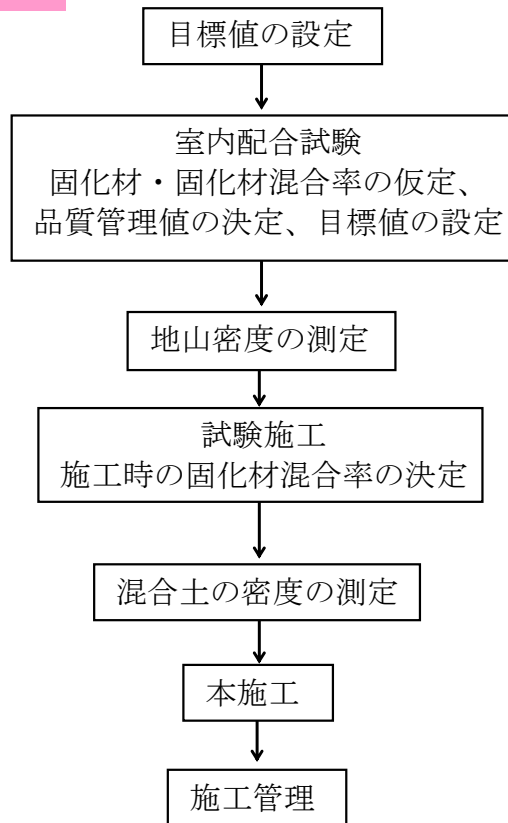 目標値の設定
室内配合試験
固化材・固化材混合率の仮定、
品質管理値の決定、目標値の設定
地山密度の測定
試験施工
施工時の固化材混合率の決定
混合土の密度の測定
本施工
施工管理